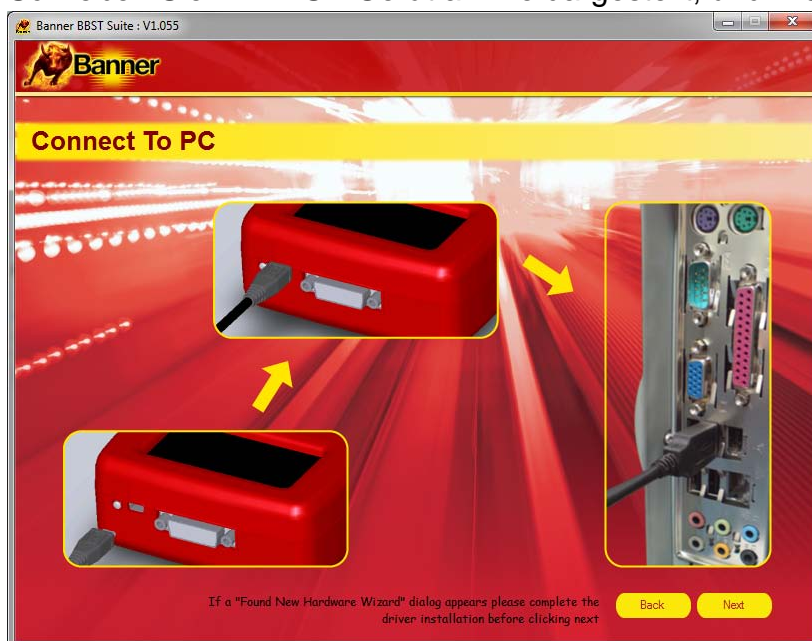 Banner BBST Suite : V1.055
Banner
Connect To PC
If a "Found New Hardware Wizard" dialog appears please complete the
driver installation before clicking next
Back
Next